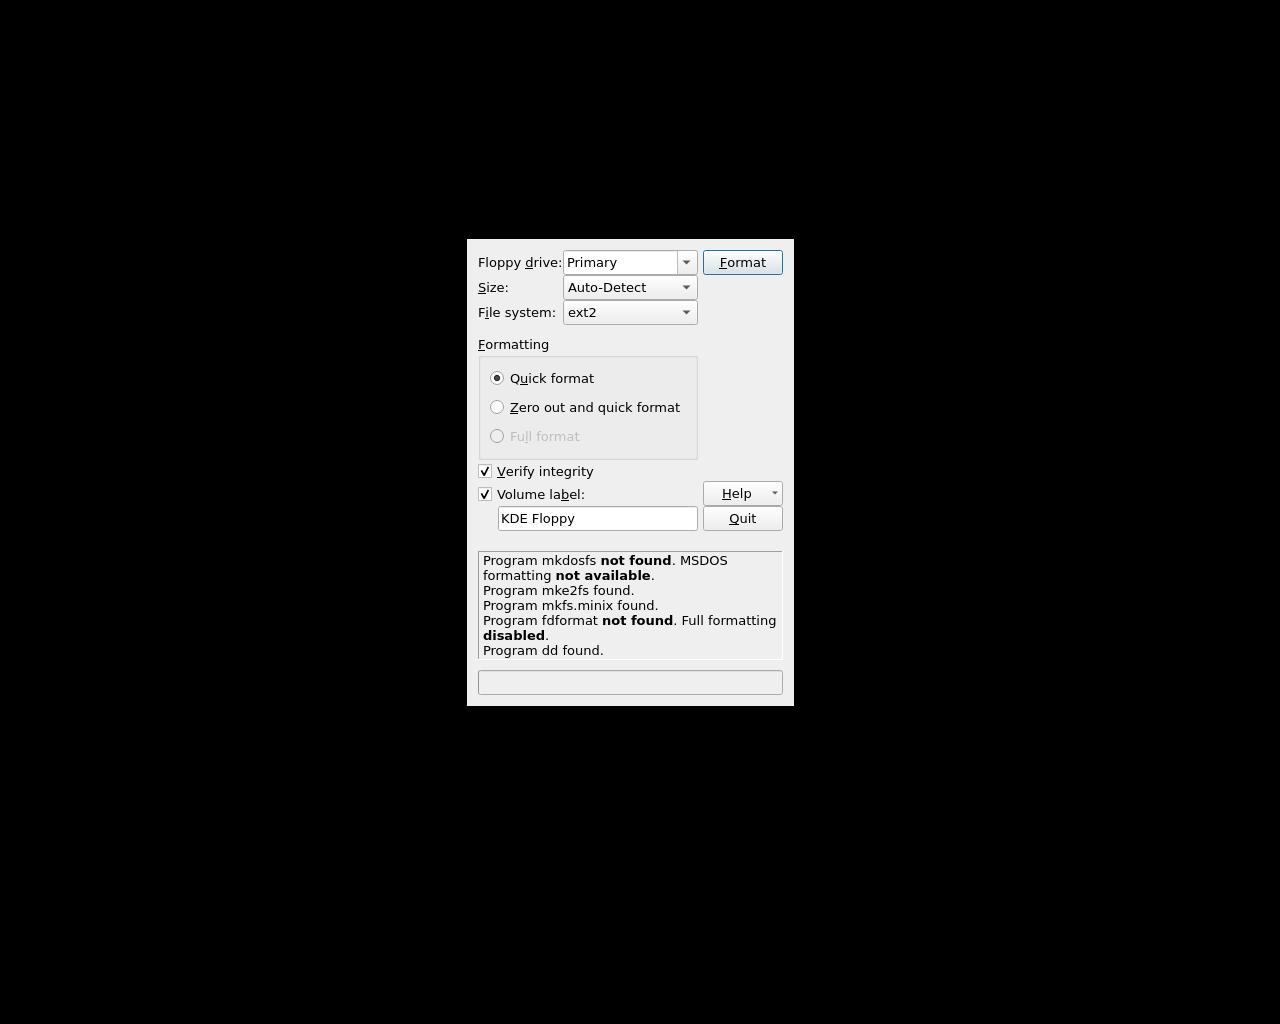 Floppy drive: Primary Format
Size: Auto-Detect
File system: ext2
Formatting
Quick format
Zero out and quick format
Full format
Verify integrity
Volume label: Help
KDE Floppy Quit
Program mkdosfs not found. MSDOS
formatting not available.
Program mke2fs found.
Program mkfs.minix found.
Program fdformat not found. Full formatting
disabled.
Program dd found.